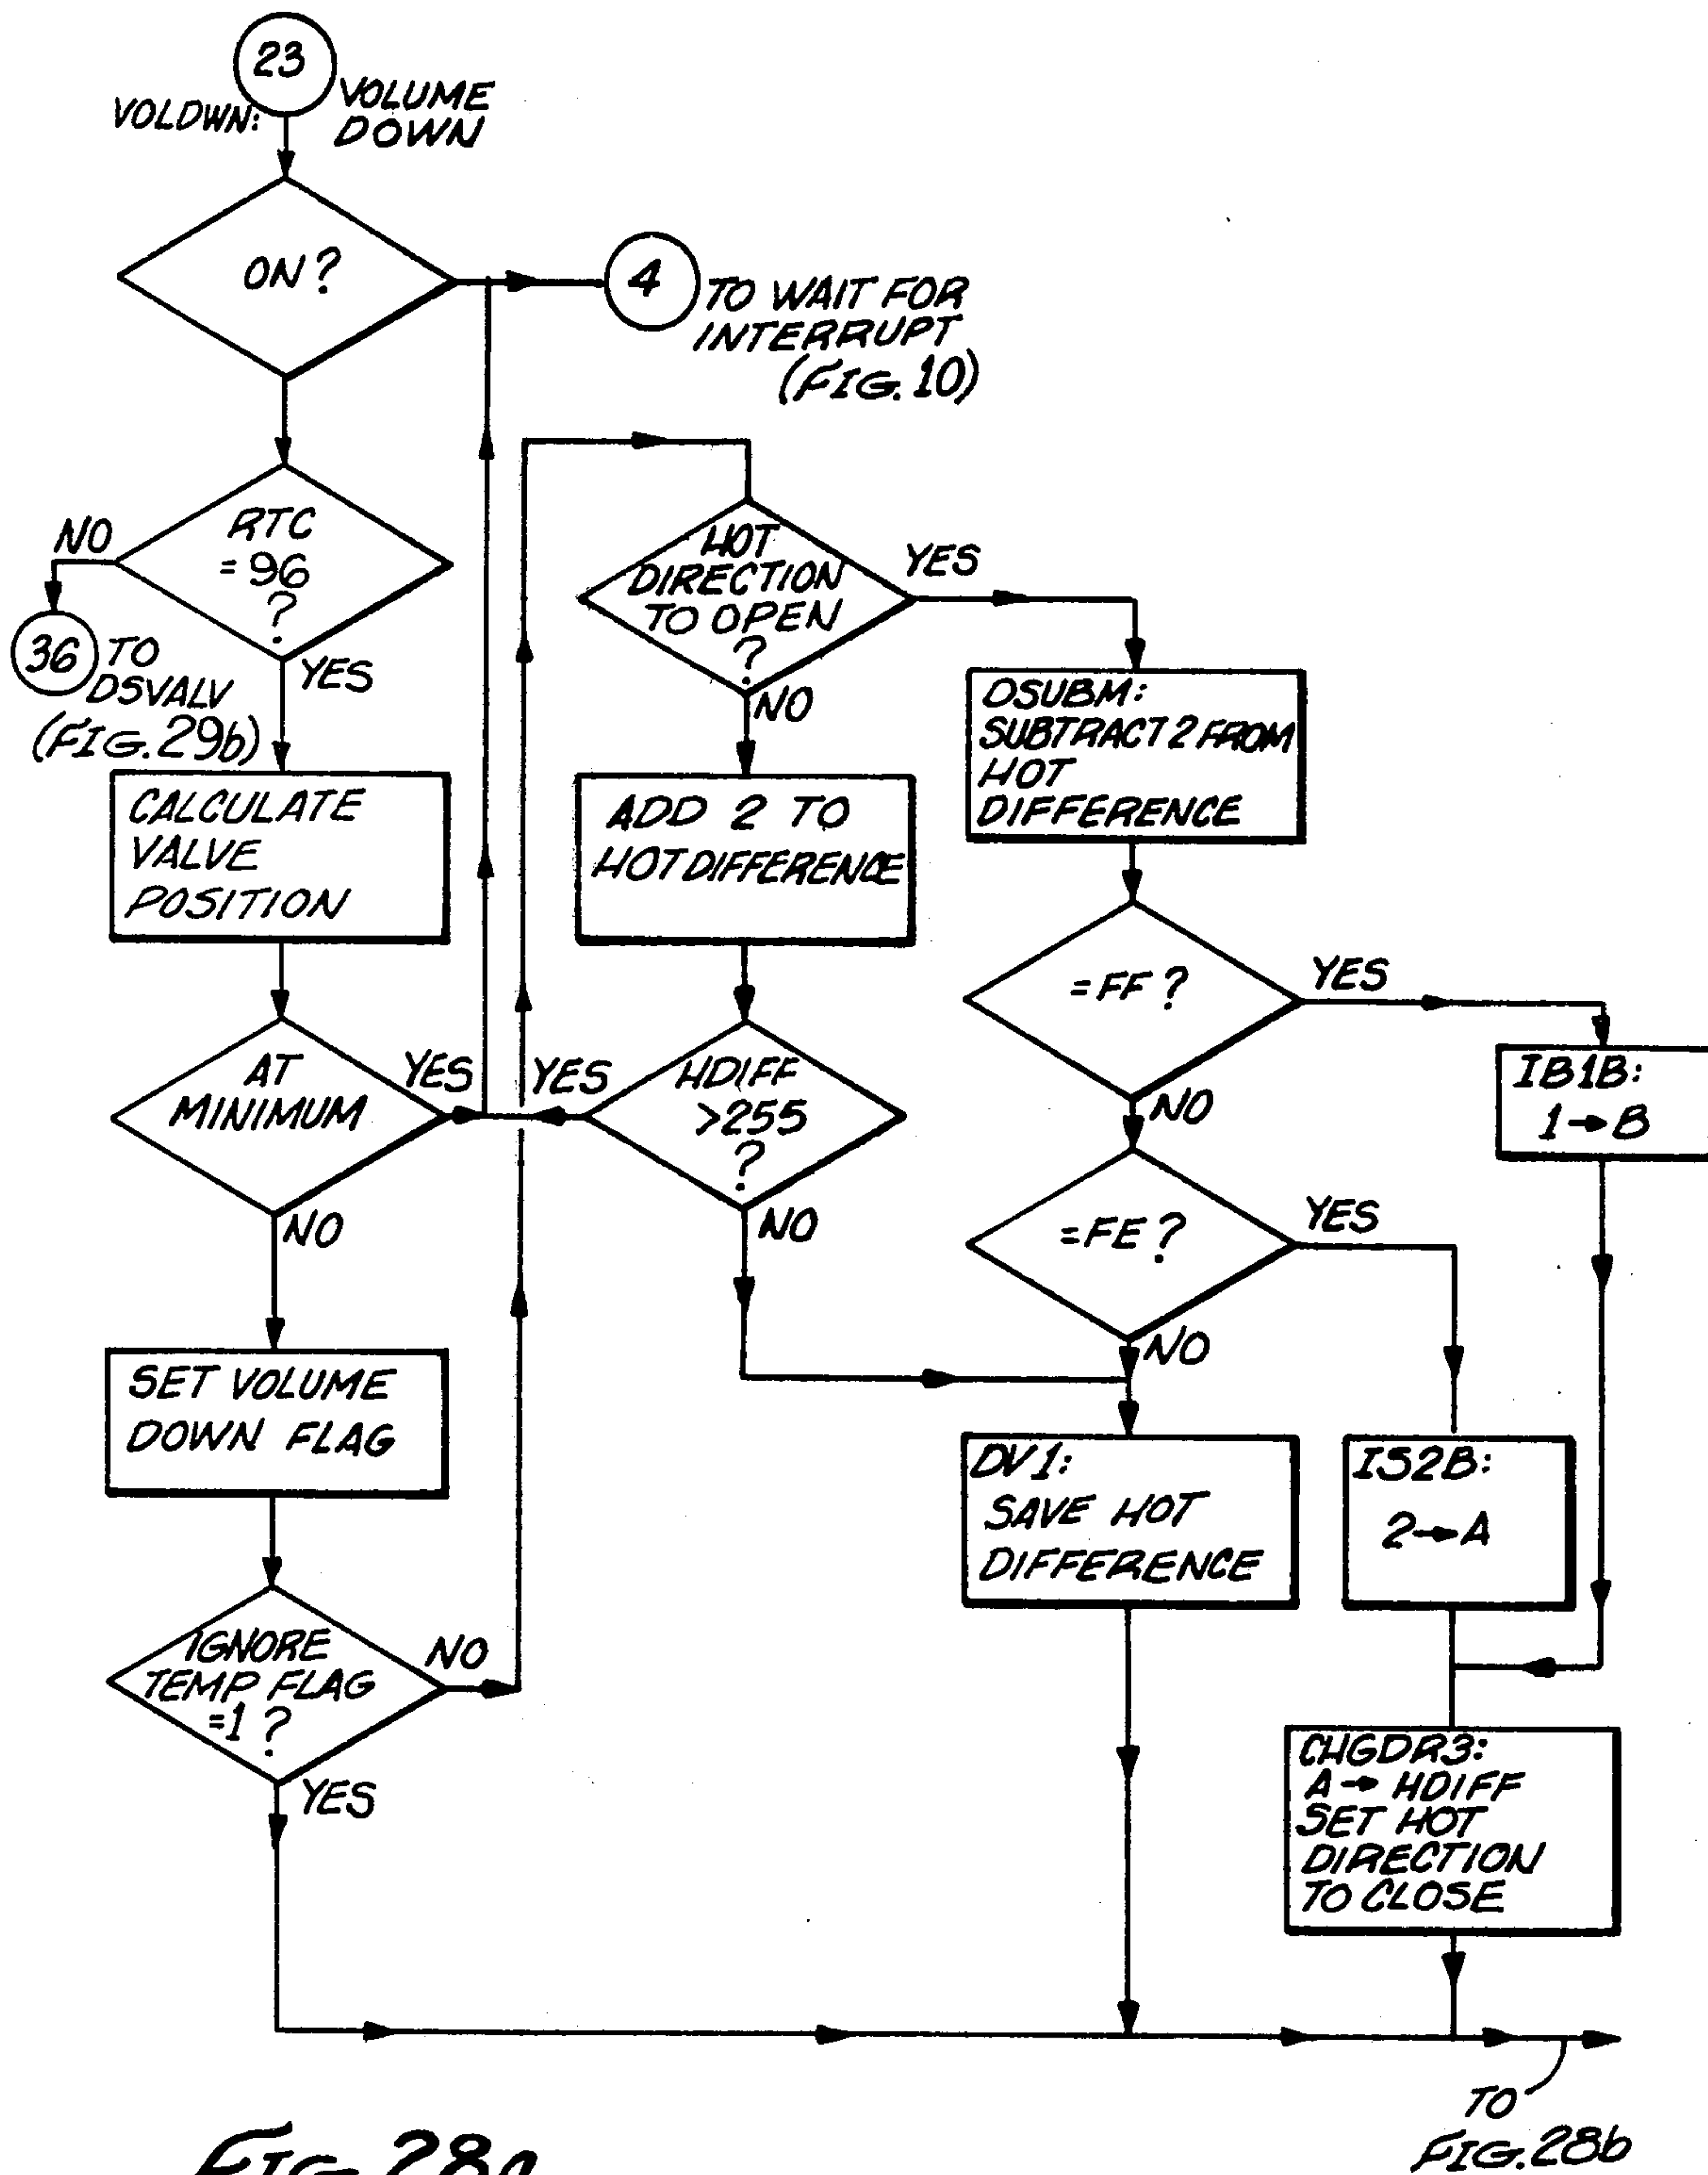 23
VOLDWN:
VOLUME
DOWN
ON?
4
TO WAIT FOR
INTERRUPT
(FIG. 10)
RTC
=96
?
NO
YES
36
TO
DSVALV
(FIG. 29b)
CALCULATE
VALVE
POSITION
AT
MINIMUM
YES
NO
SET VOLUME
DOWN FLAG
IGNORE
TEMP FLAG
=1 ?
NO
YES
HOT
DIRECTION
TO OPEN
?
YES
NO
ADD 2 TO
HOT DIFFERENCE
HDIFF
>255
?
YES
NO
OSUBM:
SUBTRACT 2 FROM
HOT
DIFFERENCE
=FF ?
YES
NO
IB1B:
1→B
=FE ?
YES
NO
DV1:
SAVE HOT
DIFFERENCE
IS2B:
2→A
CHGDR3:
A→HDIFF
SET HOT
DIRECTION
TO CLOSE
TO
FIG. 28b
FIG. 28a